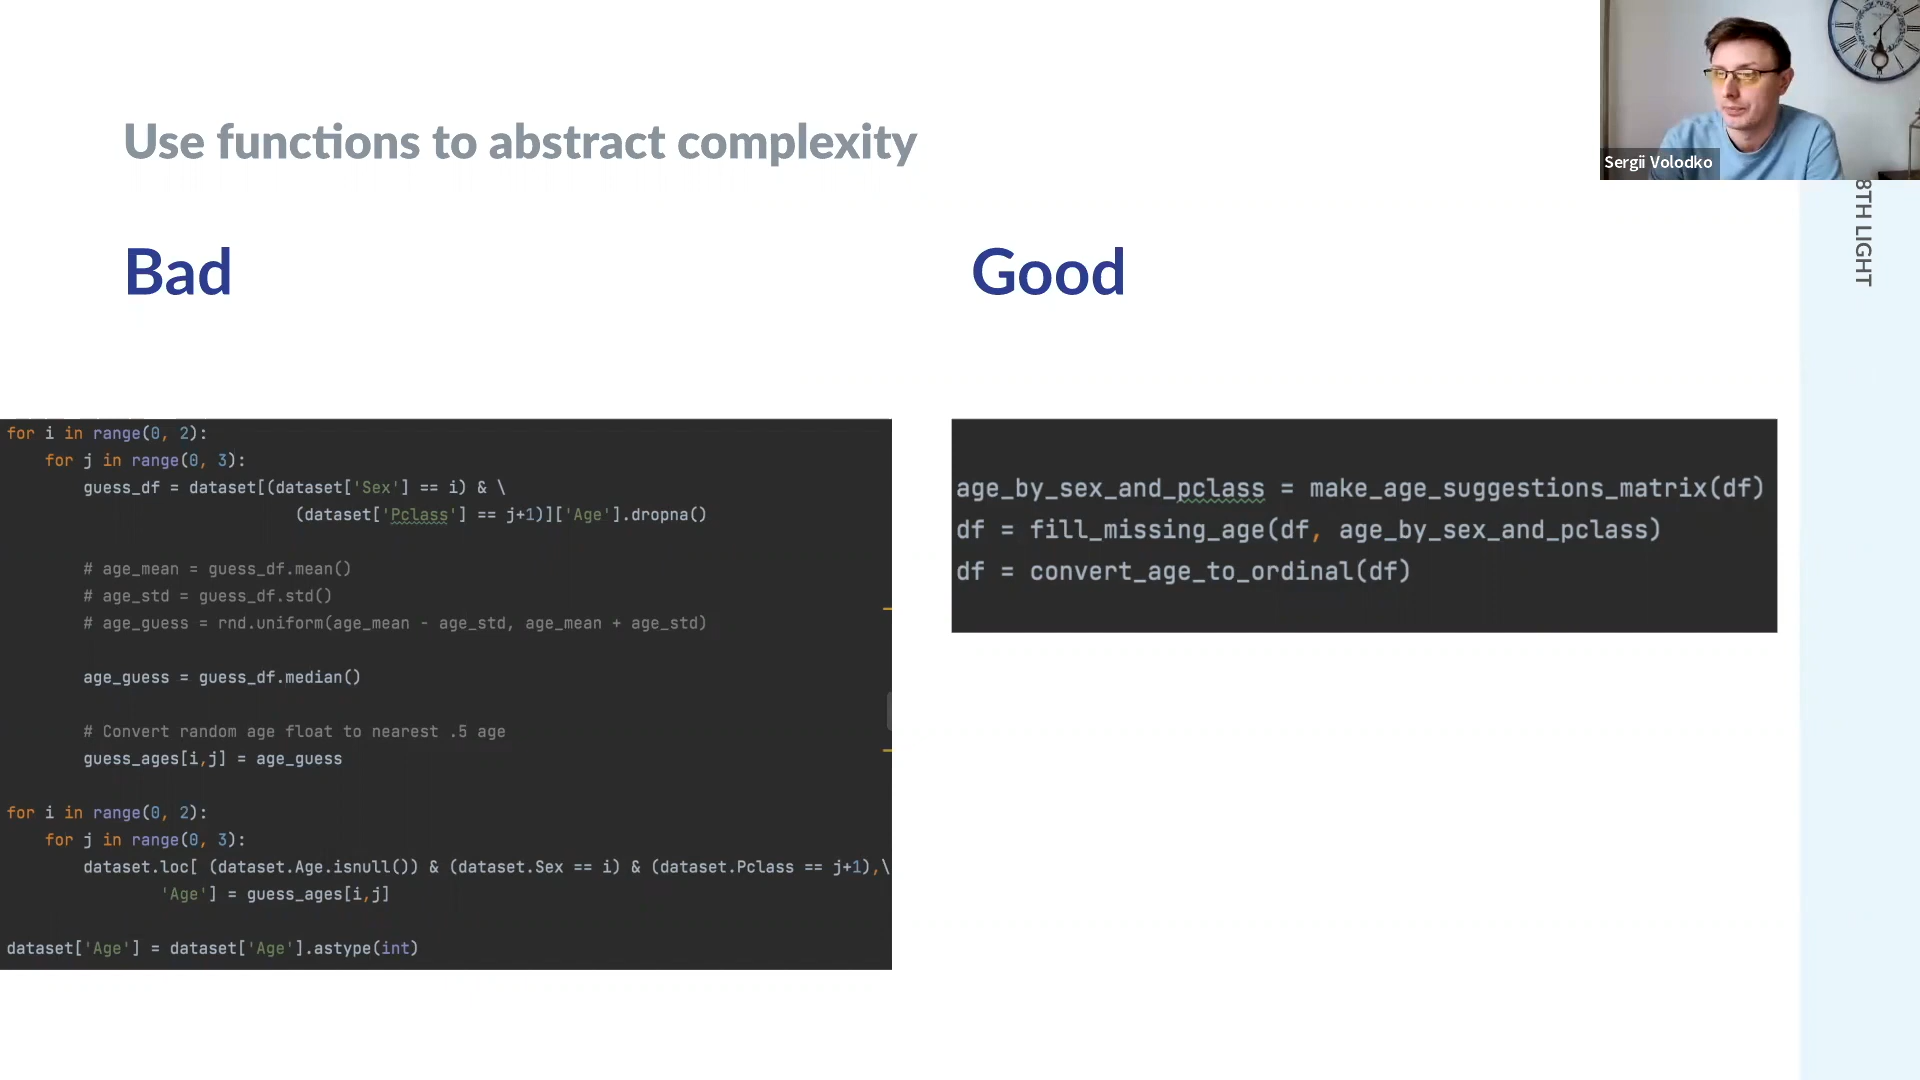 Use functions to abstract complexity
Sergii Volodko
8TH LIGHT
Bad
Good
for i in range(0, 2):
    for j in range(0, 3):
        guess_df = dataset[(dataset['Sex'] == i) & \
                              (dataset['Pclass'] == j+1)]['Age'].dropna()
        # age_mean = guess_df.mean()
        # age_std = guess_df.std()
        # age_guess = rnd.uniform(age_mean - age_std, age_mean + age_std)
        age_guess = guess_df.median()
        # Convert random age float to nearest .5 age
        guess_ages[i,j] = age_guess
for i in range(0, 2):
    for j in range(0, 3):
        dataset.loc[ (dataset.Age.isnull()) & (dataset.Sex == i) & (dataset.Pclass == j+1),\
                'Age'] = guess_ages[i,j]
dataset['Age'] = dataset['Age'].astype(int)
age_by_sex_and_pclass = make_age_suggestions_matrix(df)
df = fill_missing_age(df, age_by_sex_and_pclass)
df = convert_age_to_ordinal(df)